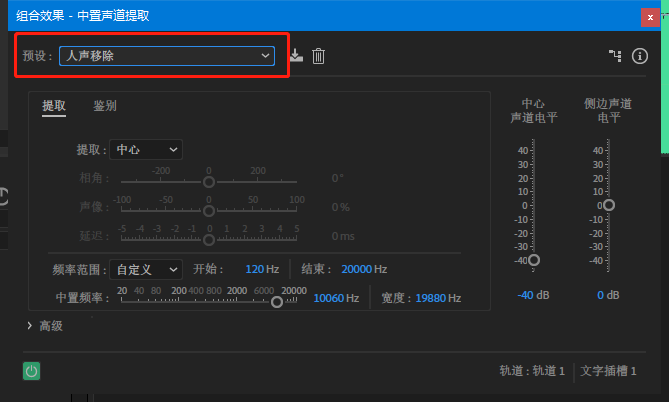 组合效果 - 中置声道提取
预设： 人声移除
提取 鉴别
提取： 中心
-200 0 200
相角： 0 °
-100 -50 0 50 100
声像： 0 %
-5 -4 -3 -2 -1 0 1 2 3 4 5
延迟： 0 ms
频率范围： 自定义 开始： 120 Hz 结束： 20000 Hz
20 40 80 200 400 800 2000 6000 20000
中置频率： 10060 Hz 宽度： 19880 Hz
中心
声道电平
40
30
20
10
0
-10
-20
-30
-40
-40 dB
侧边声道
电平
40
30
20
10
0
-10
-20
-30
-40
0 dB
高级
轨道：轨道 1 文字插槽 1